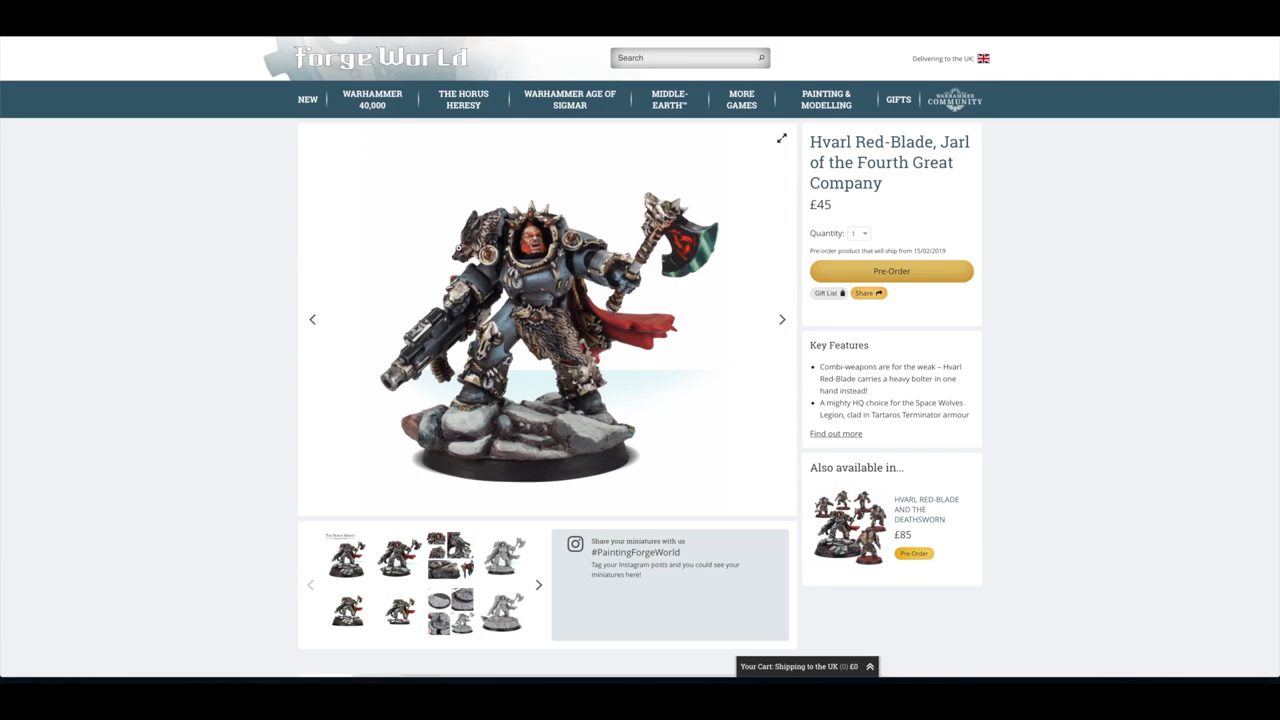 Forge World
Search
Delivering to the UK:
NEW
WARHAMMER
40,000
THE HORUS
HERESY
WARHAMMER AGE OF
SIGMAR
MIDDLE-
EARTH™
MORE
GAMES
PAINTING &
MODELLING
GIFTS
WARHAMMER
COMMUNITY
Hvarl Red-Blade, Jarl
of the Fourth Great
Company
£45
Quantity: 1
Pre-order product that will ship from 15/02/2019
Pre-Order
Gift List
Share
Key Features
Combi-weapons are for the weak – Hvarl
Red-Blade carries a heavy bolter in one
hand instead!
A mighty HQ choice for the Space Wolves
Legion, clad in Tartaros Terminator armour
Find out more
Also available in...
HVARL RED-BLADE
AND THE
DEATHSWORN
£85
Pre-Order
THE HORUS HERESY
Share your miniatures with us
#PaintingForgeWorld
Tag your Instagram posts and you could see your
miniatures here!
Your Cart: Shipping to the UK (0) £0